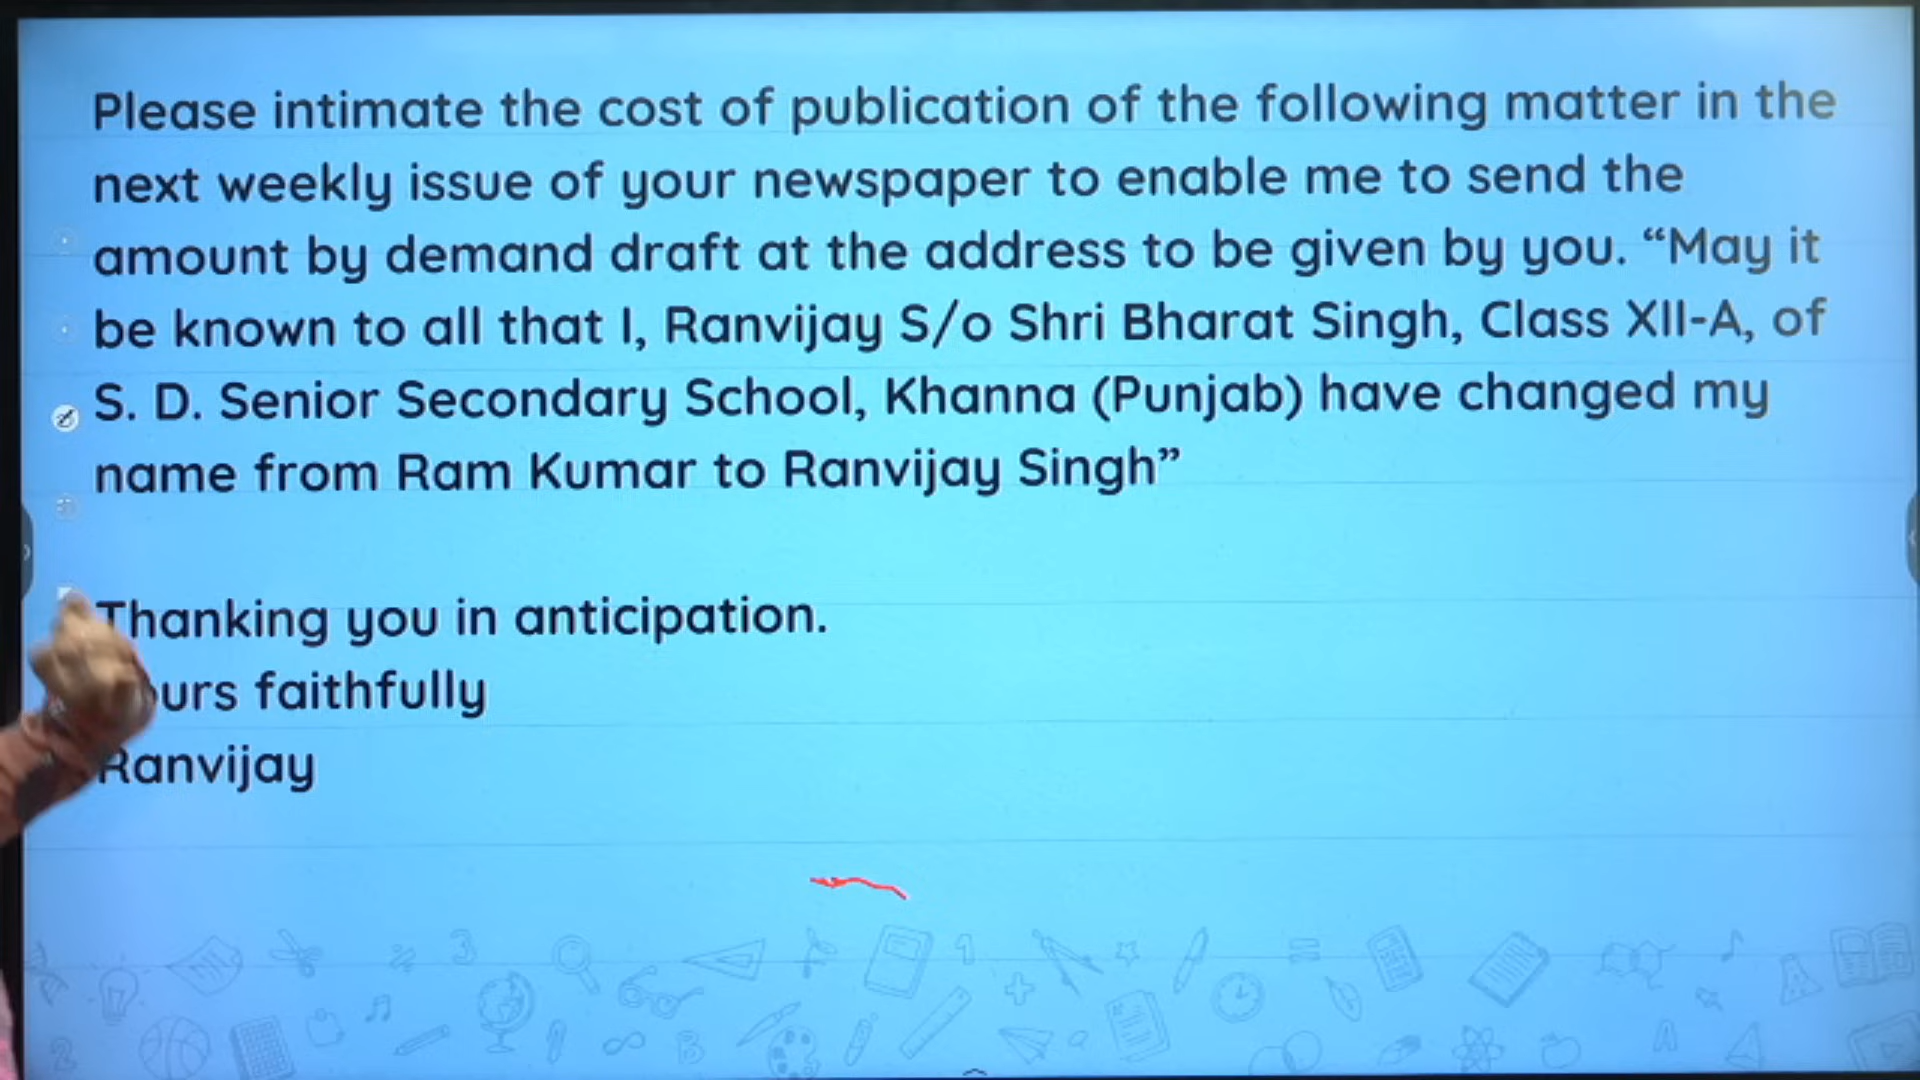 Please intimate the cost of publication of the following matter in the
next weekly issue of your newspaper to enable me to send the
amount by demand draft at the address to be given by you. “May it
be known to all that I, Ranvijay S/o Shri Bharat Singh, Class XII-A, of
S. D. Senior Secondary School, Khanna (Punjab) have changed my
name from Ram Kumar to Ranvijay Singh”
Thanking you in anticipation.
faithfully
Ranvijay